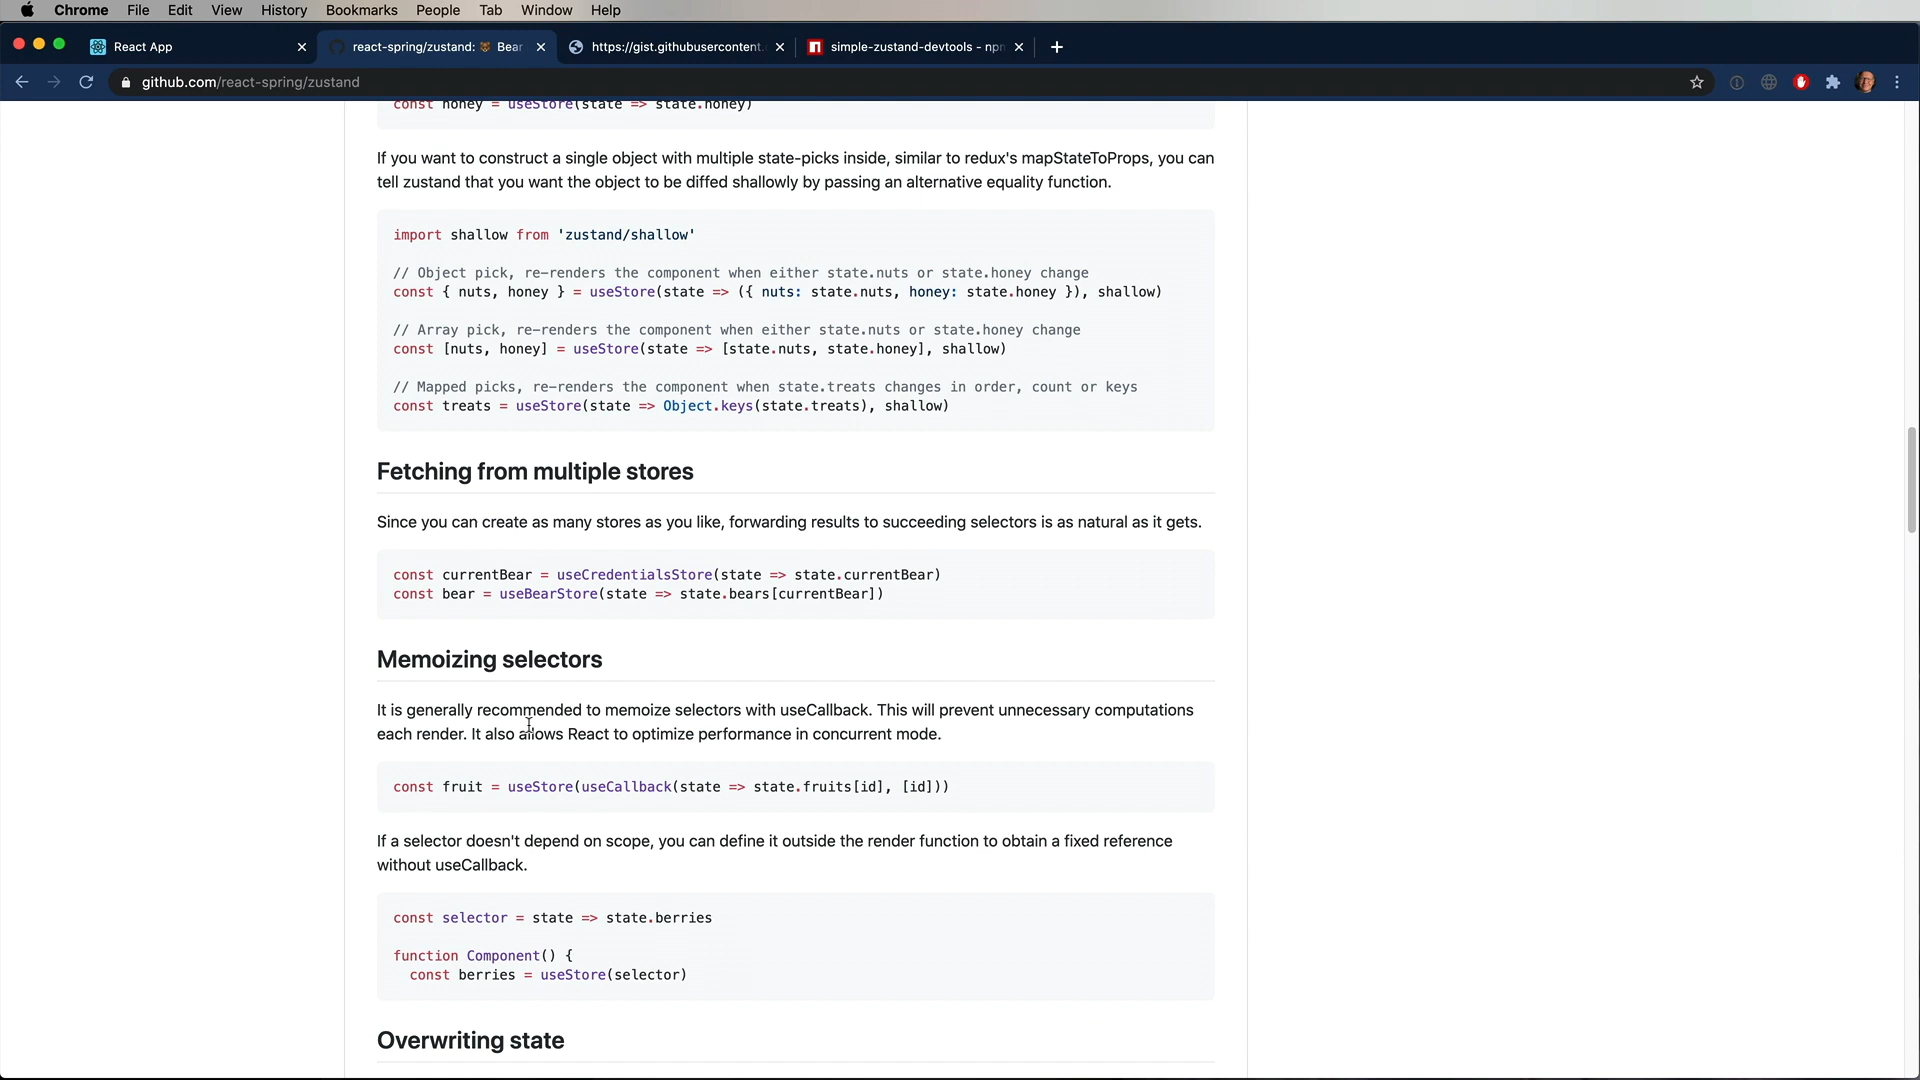 Chrome File Edit View History Bookmarks People Tab Window Help
React App
react-spring/zustand: 🐻 Bear
https://gist.githubusercontent.
simple-zustand-devtools - npm
github.com/react-spring/zustand
const honey = useStore(state => state.honey)
If you want to construct a single object with multiple state-picks inside, similar to redux's mapStateToProps, you can
tell zustand that you want the object to be diffed shallowly by passing an alternative equality function.
import shallow from 'zustand/shallow'
// Object pick, re-renders the component when either state.nuts or state.honey change
const { nuts, honey } = useStore(state => ({ nuts: state.nuts, honey: state.honey }), shallow)
// Array pick, re-renders the component when either state.nuts or state.honey change
const [nuts, honey] = useStore(state => [state.nuts, state.honey], shallow)
// Mapped picks, re-renders the component when state.treats changes in order, count or keys
const treats = useStore(state => Object.keys(state.treats), shallow)
Fetching from multiple stores
Since you can create as many stores as you like, forwarding results to succeeding selectors is as natural as it gets.
const currentBear = useCredentialsStore(state => state.currentBear)
const bear = useBearStore(state => state.bears[currentBear])
Memoizing selectors
It is generally recommended to memoize selectors with useCallback. This will prevent unnecessary computations
each render. It also allows React to optimize performance in concurrent mode.
const fruit = useStore(useCallback(state => state.fruits[id], [id]))
If a selector doesn't depend on scope, you can define it outside the render function to obtain a fixed reference
without useCallback.
const selector = state => state.berries
function Component() {
const berries = useStore(selector)
Overwriting state